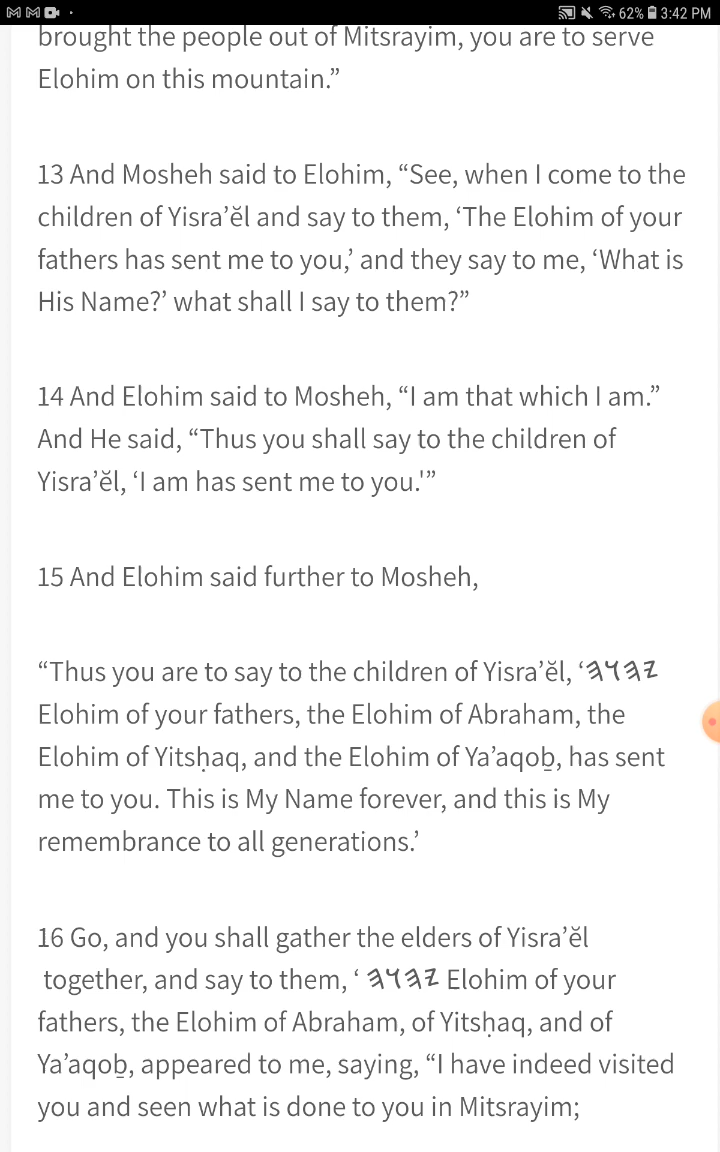 62% 3:42 PM
brought the people out of Mitsrayim, you are to serve
Elohim on this mountain.”
13 And Mosheh said to Elohim, “See, when I come to the
children of Yisra’ĕl and say to them, ‘The Elohim of your
fathers has sent me to you,’ and they say to me, ‘What is
His Name?’ what shall I say to them?”
14 And Elohim said to Mosheh, “I am that which I am.”
And He said, “Thus you shall say to the children of
Yisra’ĕl, ‘I am has sent me to you.'”
15 And Elohim said further to Mosheh,
“Thus you are to say to the children of Yisra’ĕl, ‘𐤉𐤄𐤅𐤄
Elohim of your fathers, the Elohim of Abraham, the
Elohim of Yitsḥaq, and the Elohim of Ya’aqoḇ, has sent
me to you. This is My Name forever, and this is My
remembrance to all generations.’
16 Go, and you shall gather the elders of Yisra’ĕl
together, and say to them, ‘ 𐤉𐤄𐤅𐤄 Elohim of your
fathers, the Elohim of Abraham, of Yitsḥaq, and of
Ya’aqoḇ, appeared to me, saying, “I have indeed visited
you and seen what is done to you in Mitsrayim;